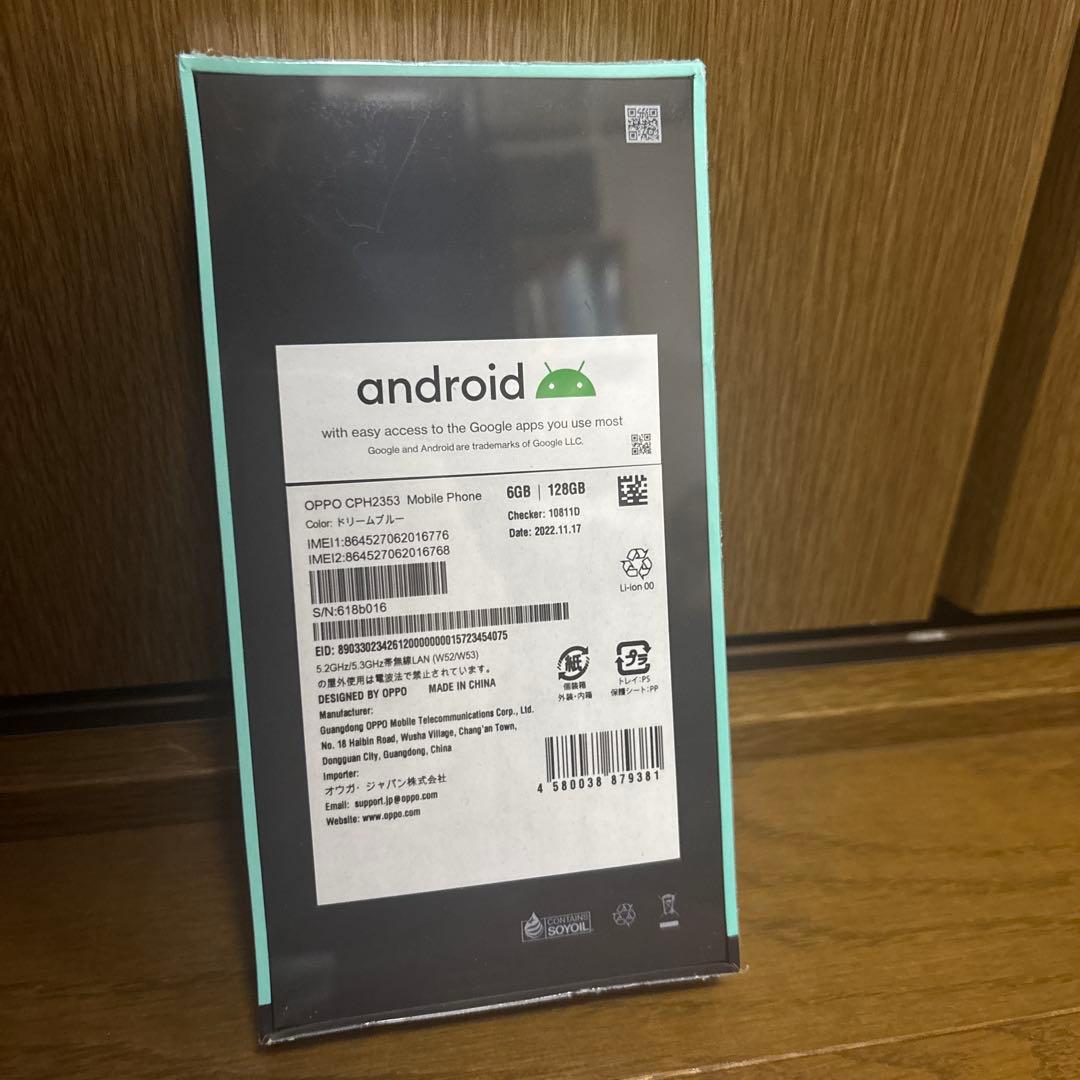 android
with easy access to the Google apps you use most
Google and Android are trademarks of Google LLC.
OPPO CPH2353 Mobile Phone
6GB | 128GB
Color: ドリームブルー
Checker: 10811D
Date: 2022.11.17
IMEI1:864527062016776
IMEI2:864527062016768
Li-ion 00
S/N:618b016
EID: 89033023426120000000015723454075
5.2GHz/5.3GHz帯無線LAN (W52/W53)
の屋外使用は電波法で禁止されています。
DESIGNED BY OPPO MADE IN CHINA
紙
個装箱
外装・内箱
プラ
トレイ:PS
保護シート:PP
Manufacturer:
Guangdong OPPO Mobile Telecommunications Corp., Ltd.
No. 18 Haibin Road, Wusha Village, Chang'an Town,
Dongguan City, Guangdong, China
Importer:
オウガ・ジャパン株式会社
Email: support.jp@oppo.com
Website: www.oppo.com
4 580038 879381
CONTAINS
SOYOIL